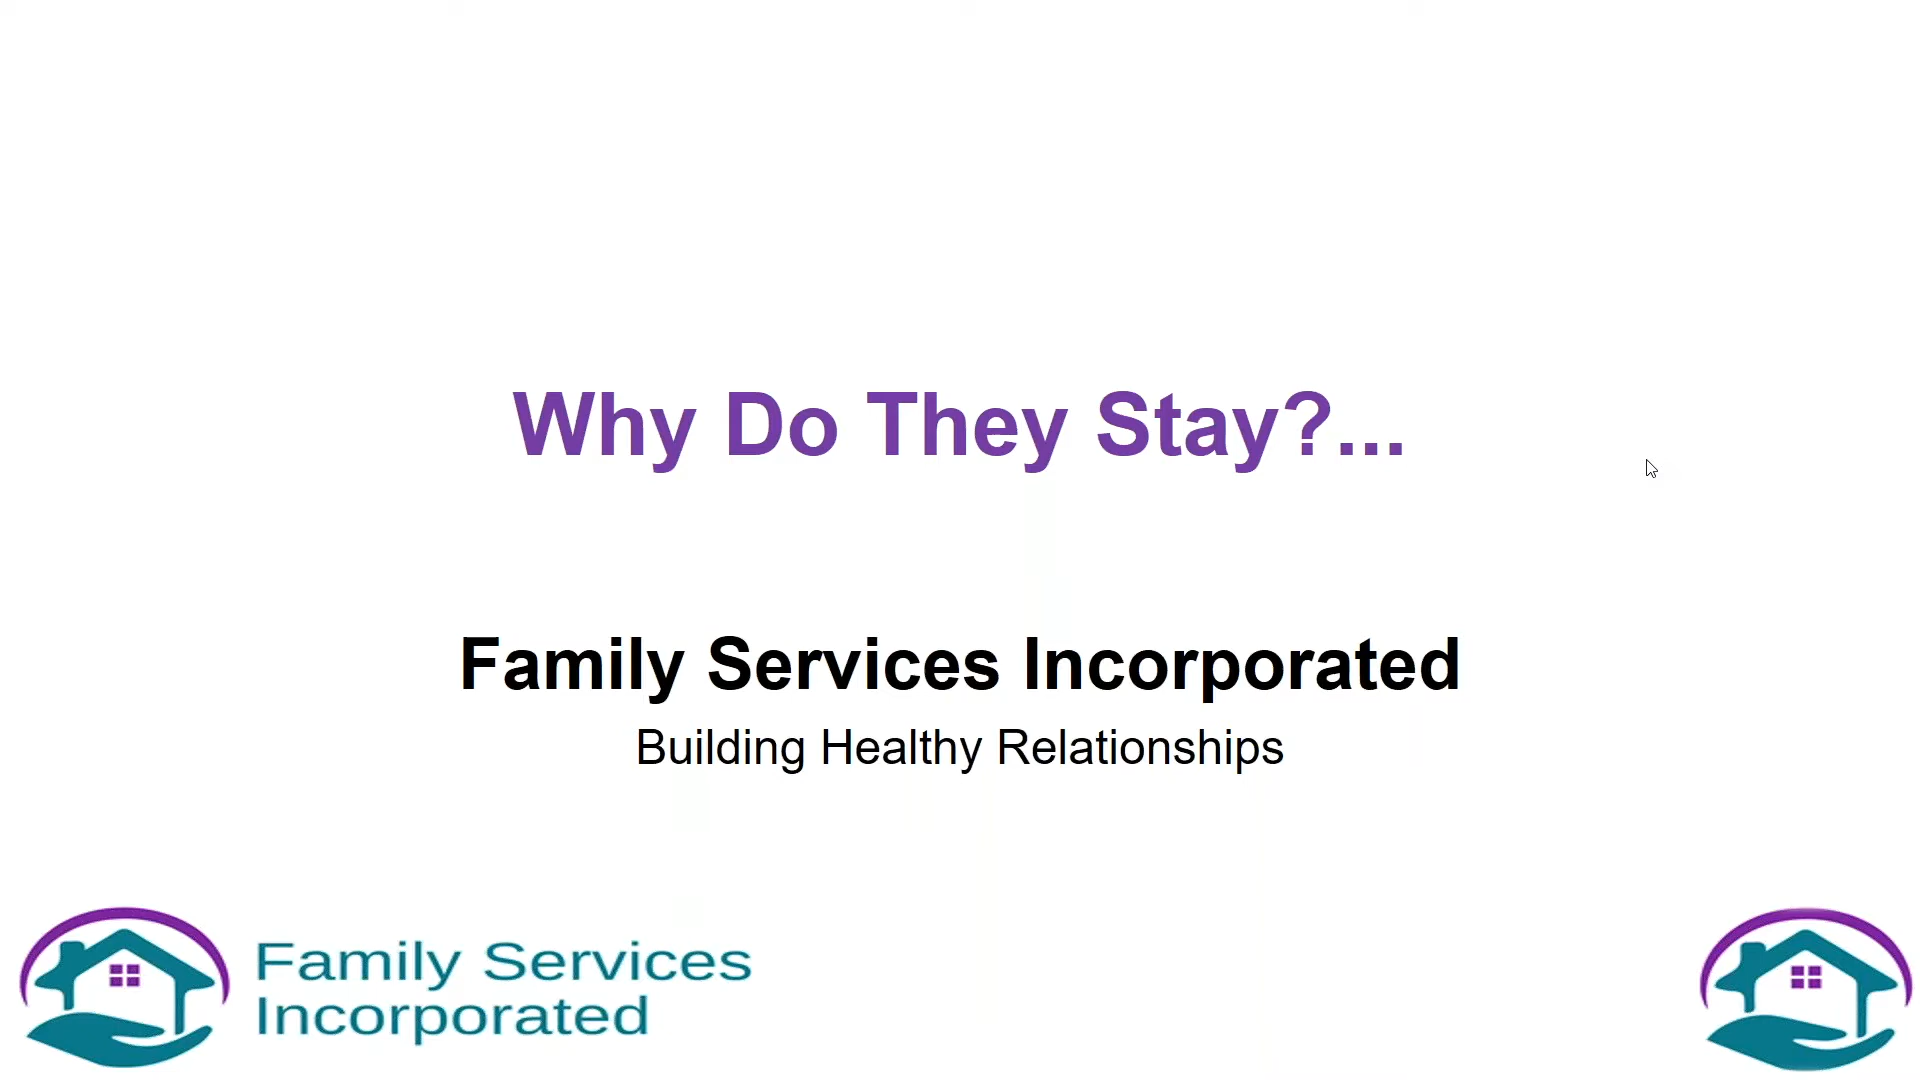 Why Do They Stay?...
Family Services Incorporated
Building Healthy Relationships
Family Services
Incorporated